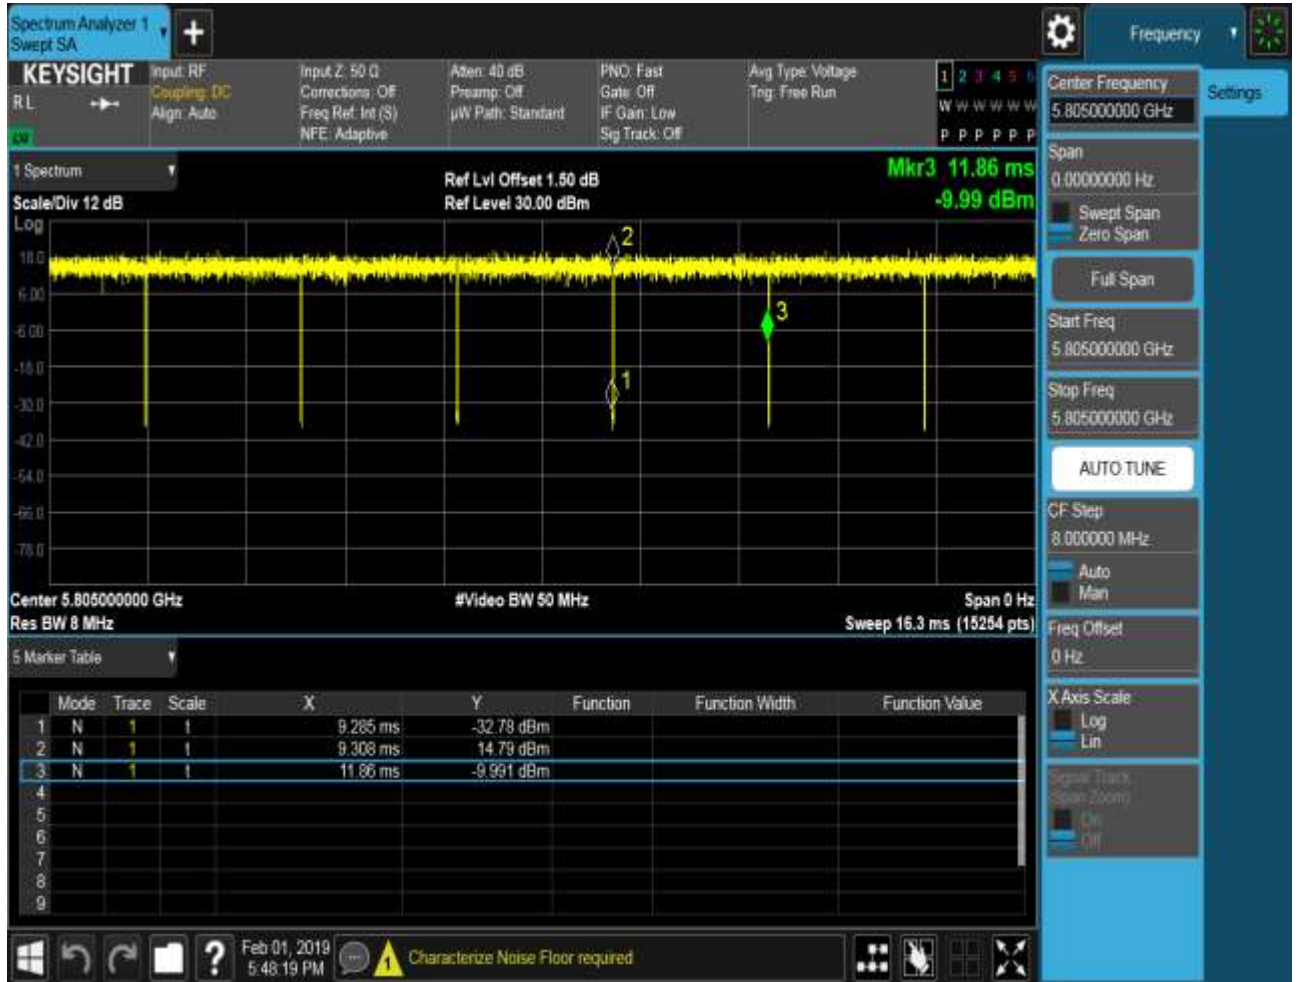 Spectrum Analyzer 1
Swept SA
+
Frequency
KEYSIGHT
RL
Input: RF
Coupling: DC
Align: Auto
Input Z: 50 Ω
Corrections: Off
Freq Ref: Int (S)
NFE: Adaptive
Atten: 40 dB
Preamp: Off
µW Path: Standard
PNO: Fast
Gate: Off
IF Gain: Low
Sig Track: Off
Avg Type: Voltage
Trig: Free Run
1 2 3 4 5 6
W W W W W W
P P P P P P
1 Spectrum
Scale/Div 12 dB
Ref Lvl Offset 1.50 dB
Ref Level 30.00 dBm
Mkr3 11.86 ms
-9.99 dBm
Log
18.0
6.00
-6.00
-18.0
-30.0
-42.0
-54.0
-66.0
-78.0
2
3
1
Center 5.805000000 GHz
#Video BW 50 MHz
Span 0 Hz
Res BW 8 MHz
Sweep 16.3 ms (15254 pts)
5 Marker Table
Mode Trace Scale X Y Function Function Width Function Value
1 N 1 t 9.285 ms -32.78 dBm
2 N 1 t 9.308 ms 14.79 dBm
3 N 1 t 11.86 ms -9.991 dBm
4
5
6
7
8
9
?
Feb 01, 2019
5:48:19 PM
1
Characterize Noise Floor required
Center Frequency
5.805000000 GHz
Settings
Span
0.00000000 Hz
Swept Span
Zero Span
Full Span
Start Freq
5.805000000 GHz
Stop Freq
5.805000000 GHz
AUTO TUNE
CF Step
8.000000 MHz
Auto
Man
Freq Offset
0 Hz
X Axis Scale
Log
Lin
Signal Track
(Span Zoom)
On
Off